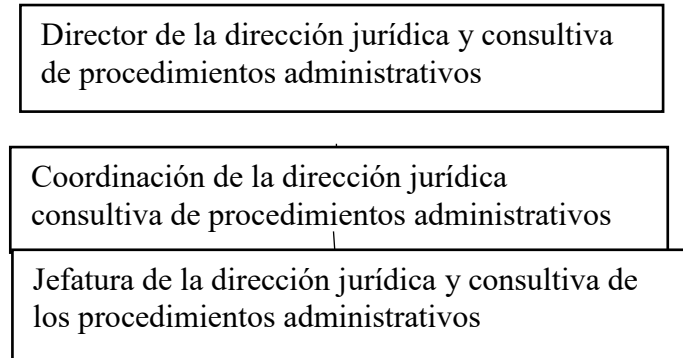 Director de la dirección jurídica y consultiva
de procedimientos administrativos
Coordinación de la dirección jurídica
consultiva de procedimientos administrativos
Jefatura de la dirección jurídica y consultiva de
los procedimientos administrativos